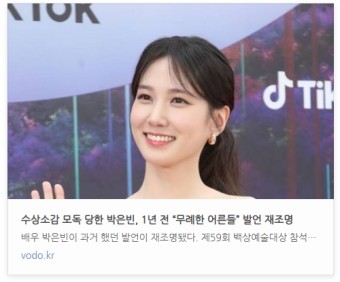 TOK
TikT
수상소감 모독 당한 박은빈, 1년 전 “무례한 어른들” 발언 재조명
배우 박은빈이 과거 했던 발언이 재조명됐다. 제59회 백상예술대상 참석…
vodo.kr